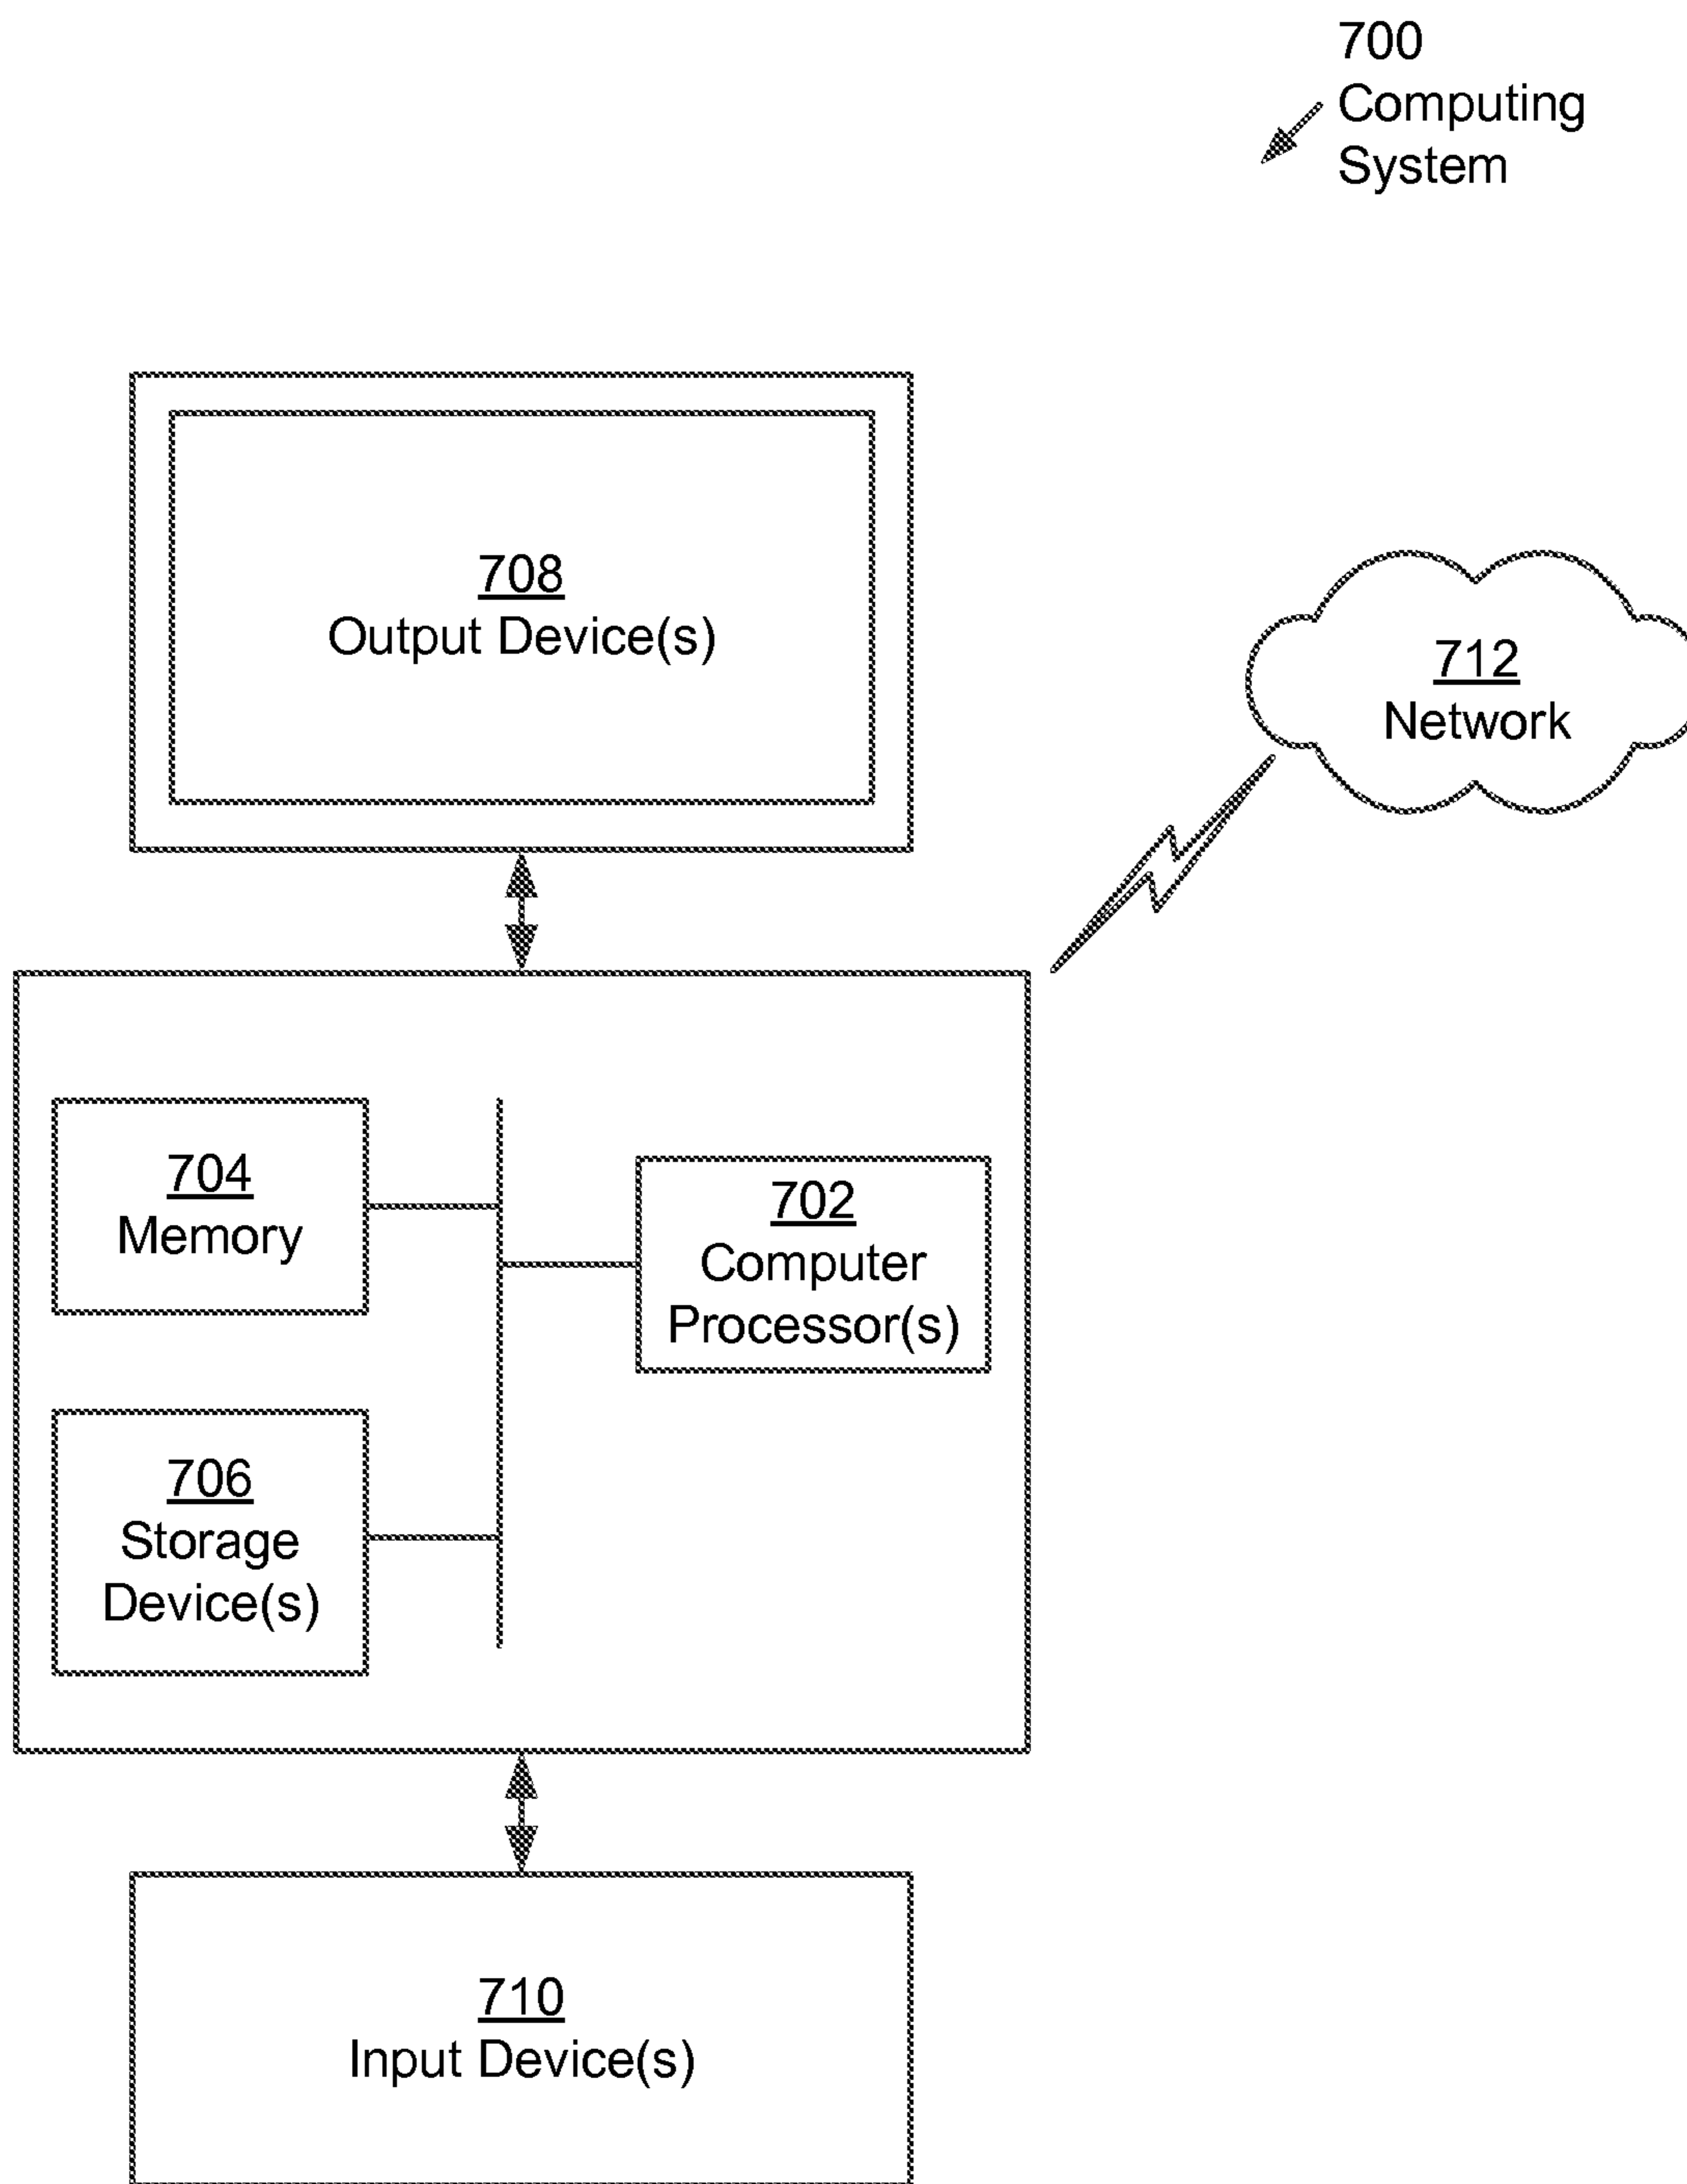 700
Computing
System
708
Output Device(s)
712
Network
704
Memory
702
Computer
Processor(s)
706
Storage
Device(s)
710
Input Device(s)